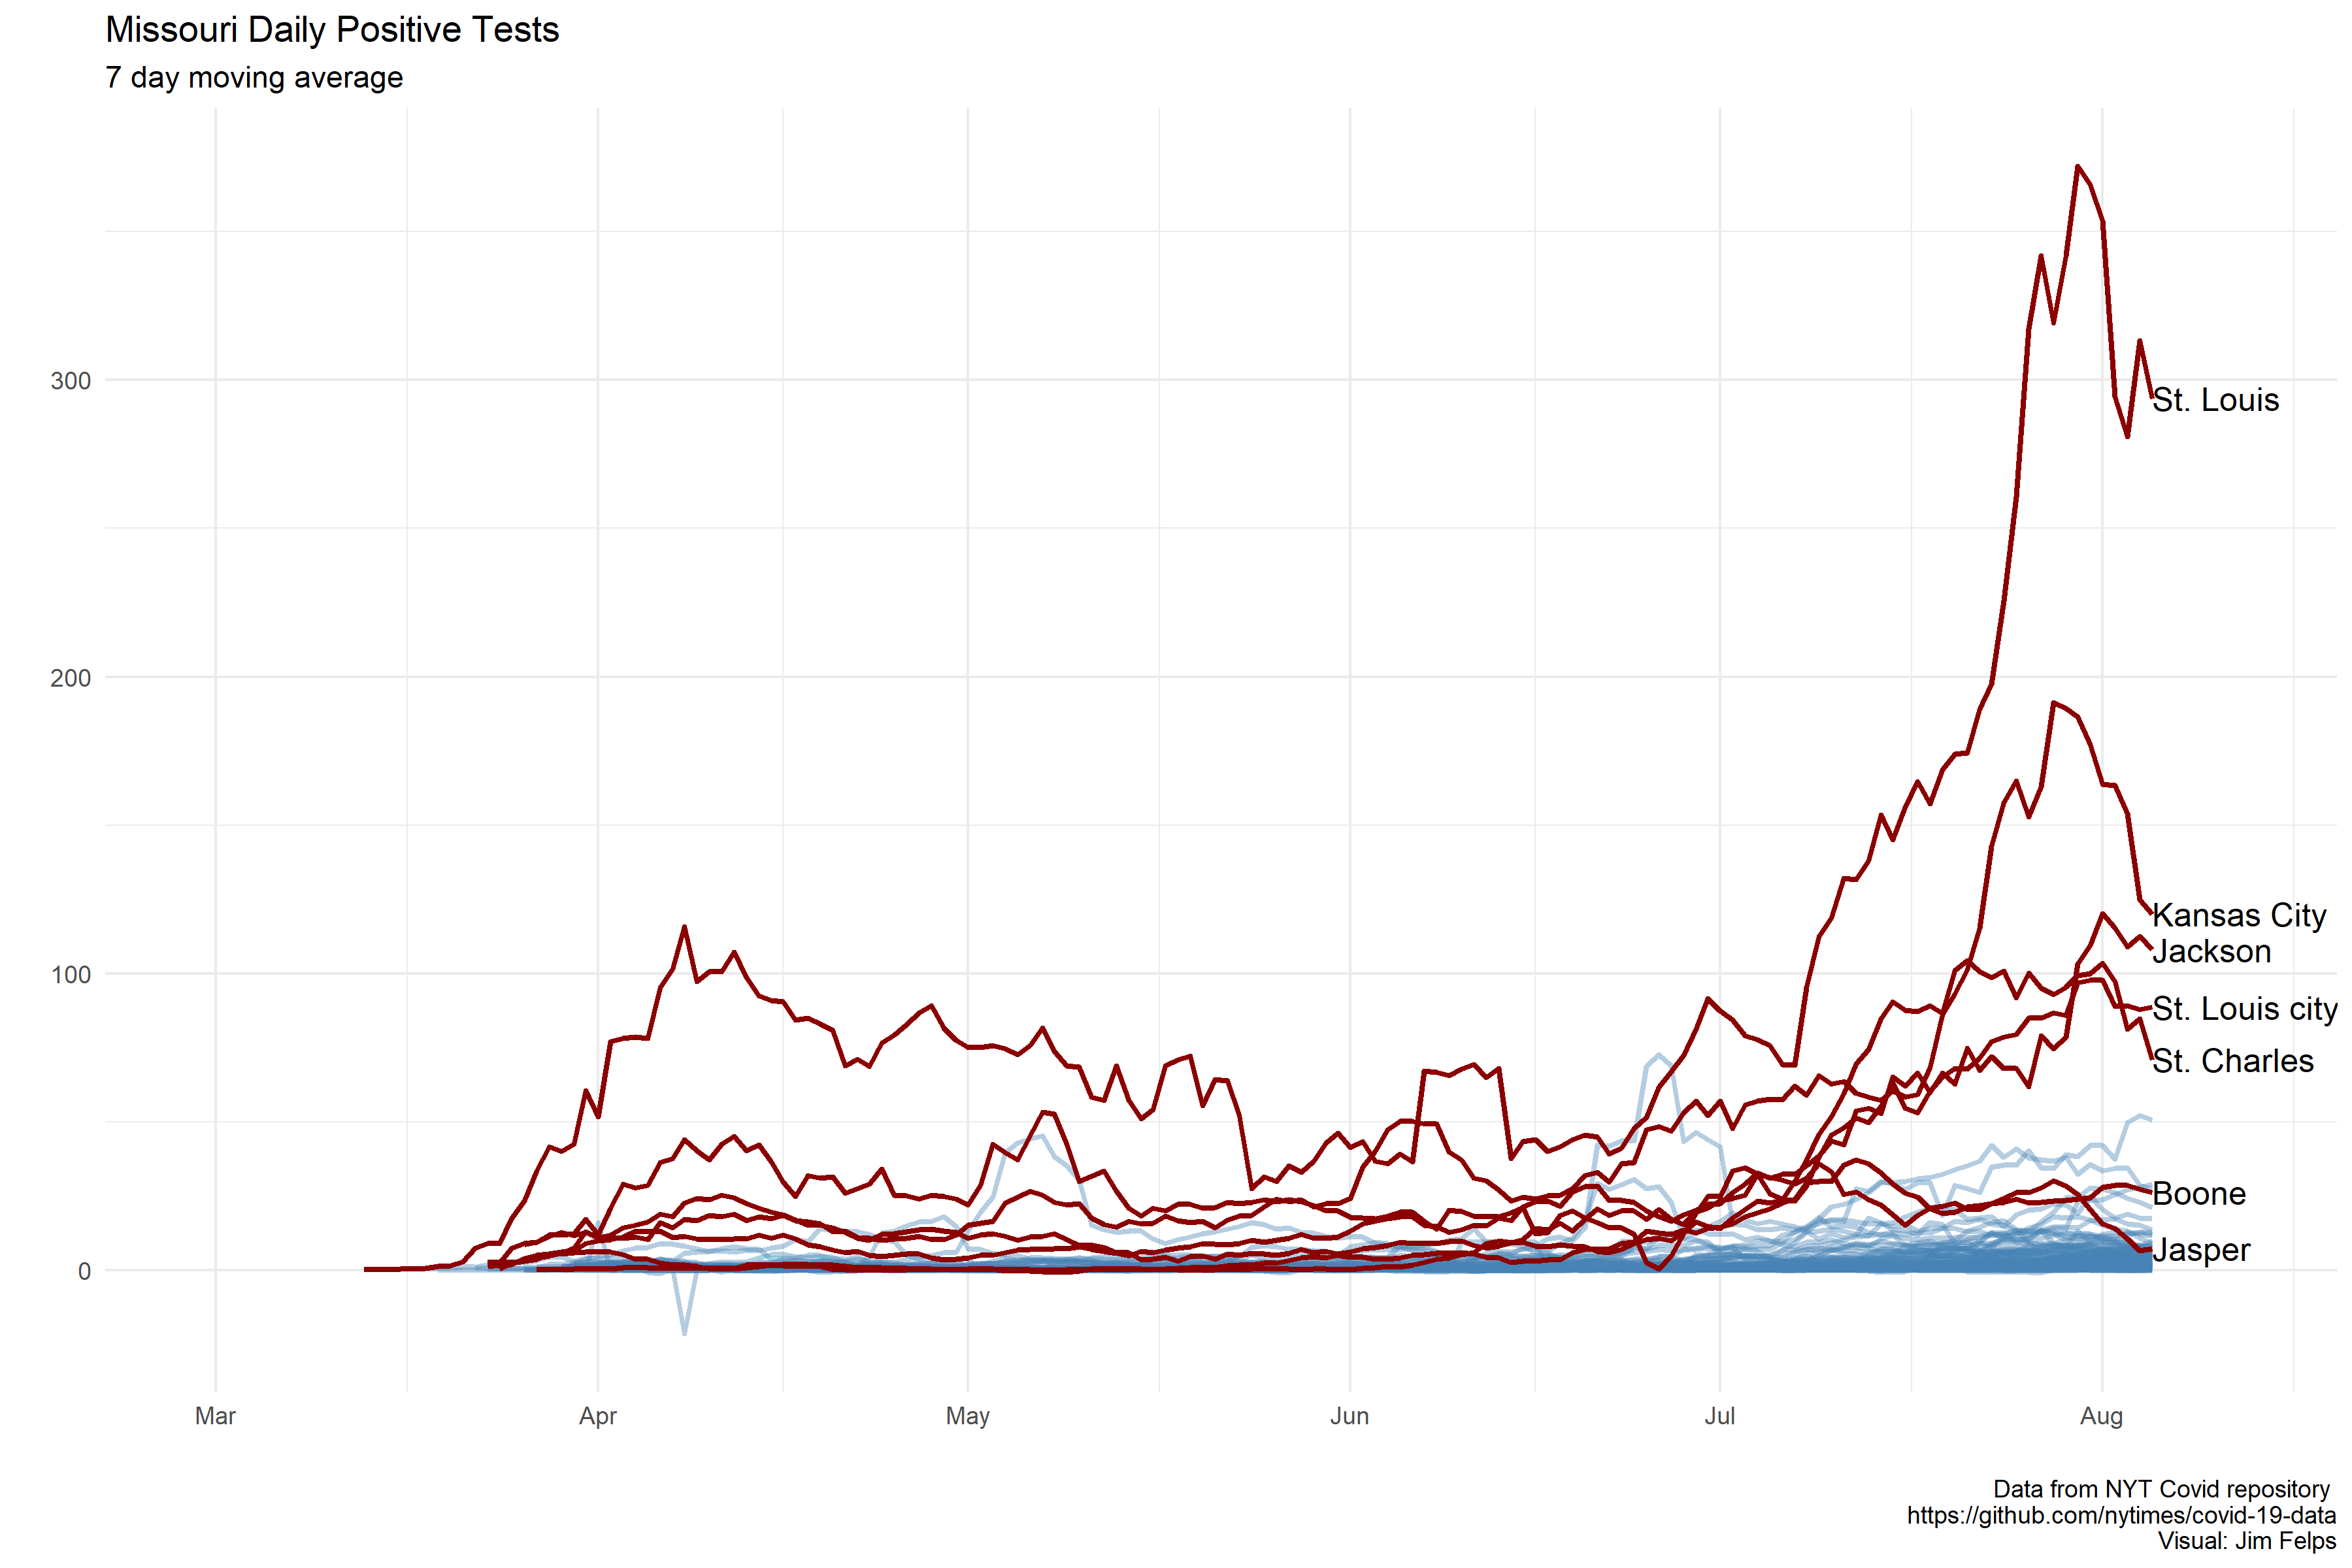 Missouri Daily Positive Tests
7 day moving average
300
200
100
0
St. Louis
Kansas City
Jackson
St. Louis city
St. Charles
Boone
Jasper
Mar Apr May Jun Jul Aug
Data from NYT Covid repository
https://github.com/nytimes/covid-19-data
Visual: Jim Felps